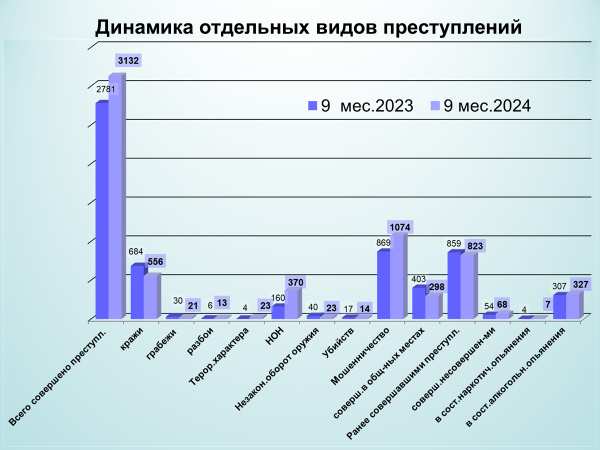 Динамика отдельных видов преступлений
9 мес.2023
9 мес.2024
2781
3132
684
556
30
21
6
13
4
23
160
370
40
23
17
14
869
1074
403
298
859
823
54
68
4
7
307
327
Всего совершено преступл.
кражи
грабежи
разбои
Терор.характера
НОН
Незакон.оборот оружия
Убийств
Мошенничество
соверш.в общ-ных местах
Ранее совершавшими преступл.
соверш.несовершен-ми
в сост.наркотич.опьянения
в сост.алкогольн.опьянения